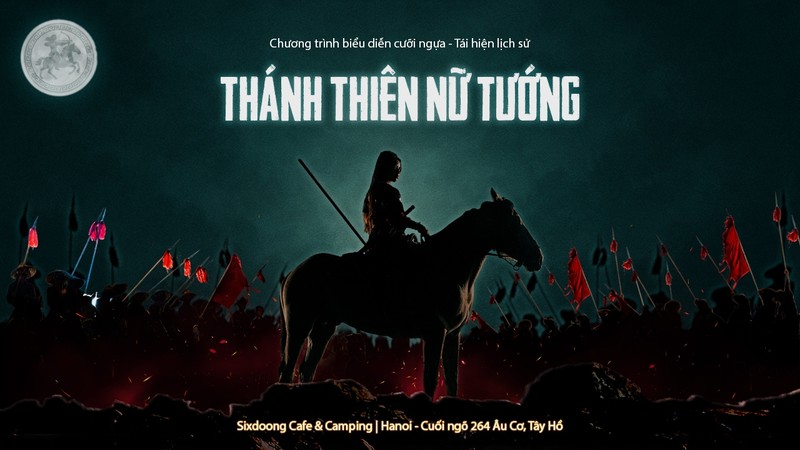 Chương trình biểu diễn cưỡi ngựa - Tái hiện lịch sử
THÁNH THIÊN NỮ TƯỚNG
Sixdoong Cafe & Camping | Hanoi - Cuối ngõ 264 Âu Cơ, Tây Hồ